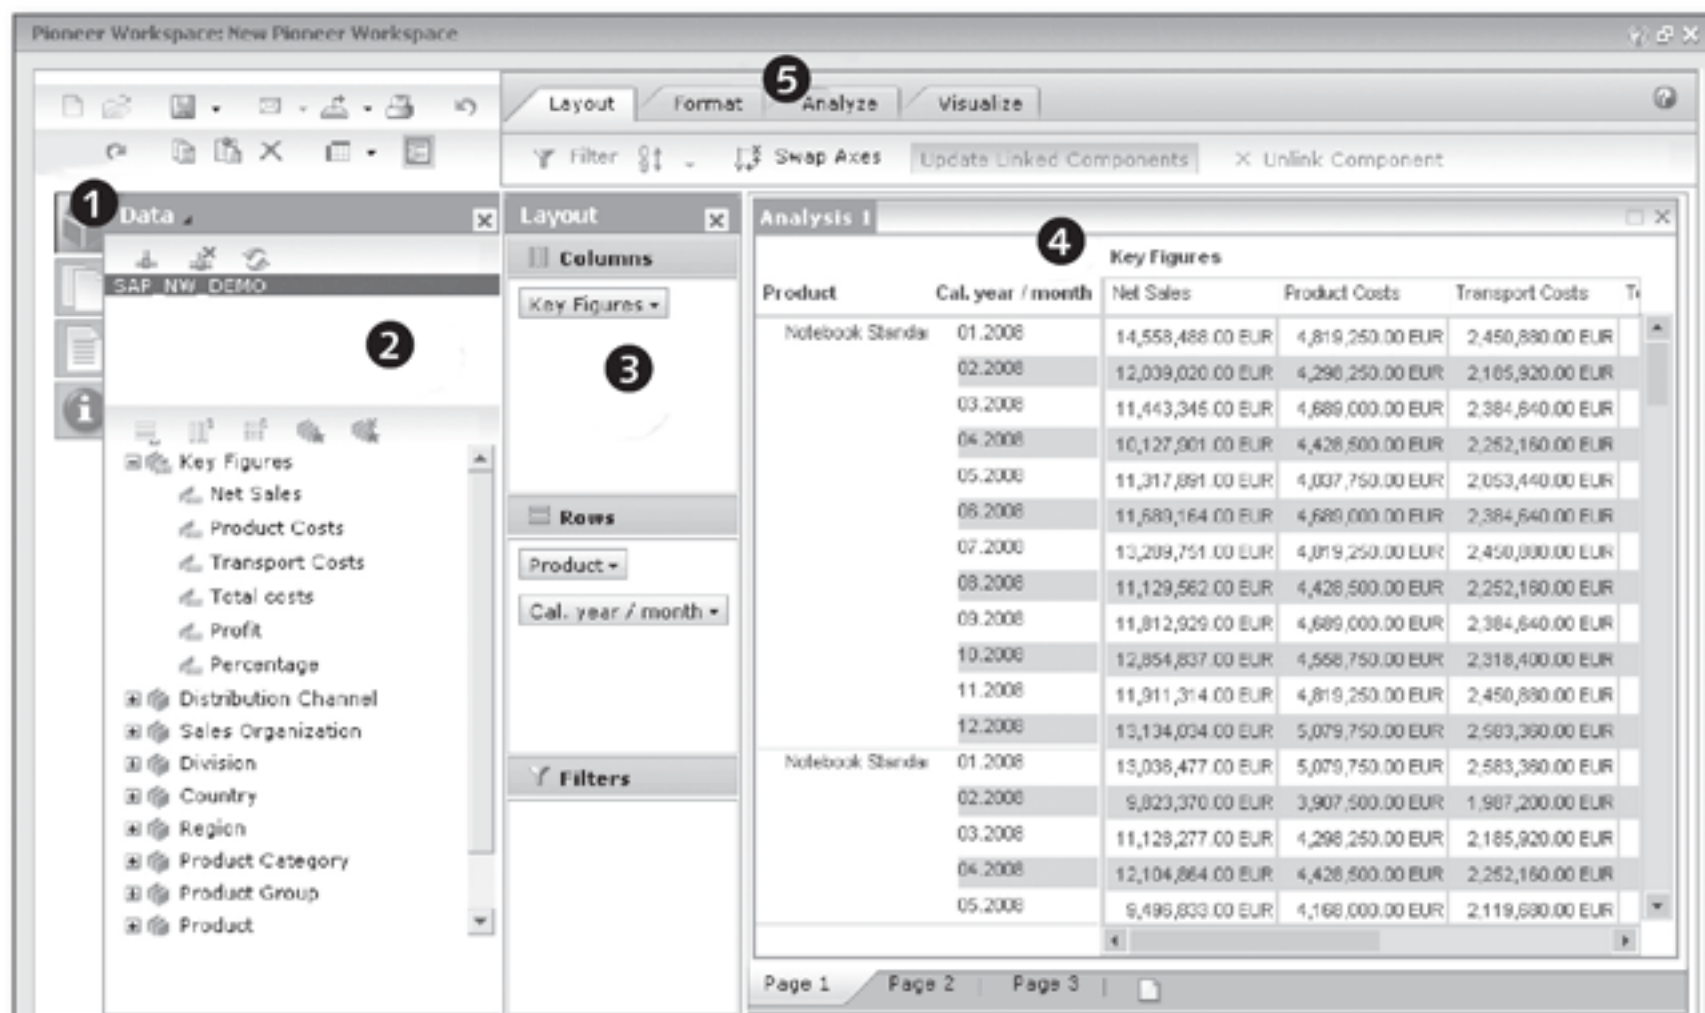 Pioneer Workspace: New Pioneer Workspace
5
Layout Format Analyze Visualize
Filter Swap Axes Update Linked Components Unlink Component
1
Data
SAP_NW_DEMO
2
Key Figures
Net Sales
Product Costs
Transport Costs
Total costs
Profit
Percentage
Distribution Channel
Sales Organization
Division
Country
Region
Product Category
Product Group
Product
Layout
Columns
Key Figures
3
Rows
Product
Cal. year / month
Filters
Analysis 1
4
Key Figures
Product Cal. year / month Net Sales Product Costs Transport Costs
Notebook Standar 01.2008 14,558,488.00 EUR 4,819,250.00 EUR 2,450,880.00 EUR
02.2008 12,039,020.00 EUR 4,298,250.00 EUR 2,185,920.00 EUR
03.2008 11,443,345.00 EUR 4,689,000.00 EUR 2,384,640.00 EUR
04.2008 10,127,901.00 EUR 4,428,500.00 EUR 2,252,160.00 EUR
05.2008 11,317,891.00 EUR 4,037,750.00 EUR 2,053,440.00 EUR
06.2008 11,689,164.00 EUR 4,689,000.00 EUR 2,384,640.00 EUR
07.2008 13,209,751.00 EUR 4,819,250.00 EUR 2,450,880.00 EUR
08.2008 11,129,562.00 EUR 4,428,500.00 EUR 2,252,160.00 EUR
09.2008 11,812,929.00 EUR 4,689,000.00 EUR 2,384,640.00 EUR
10.2008 12,854,837.00 EUR 4,558,750.00 EUR 2,318,400.00 EUR
11.2008 11,911,314.00 EUR 4,819,250.00 EUR 2,450,880.00 EUR
12.2008 13,134,034.00 EUR 5,079,750.00 EUR 2,583,360.00 EUR
Notebook Standar 01.2008 13,036,477.00 EUR 5,079,750.00 EUR 2,583,360.00 EUR
02.2008 9,823,370.00 EUR 3,907,500.00 EUR 1,987,200.00 EUR
03.2008 11,128,277.00 EUR 4,298,250.00 EUR 2,185,920.00 EUR
04.2008 12,104,864.00 EUR 4,428,500.00 EUR 2,252,160.00 EUR
05.2008 9,496,833.00 EUR 4,168,000.00 EUR 2,119,680.00 EUR
Page 1 Page 2 Page 3